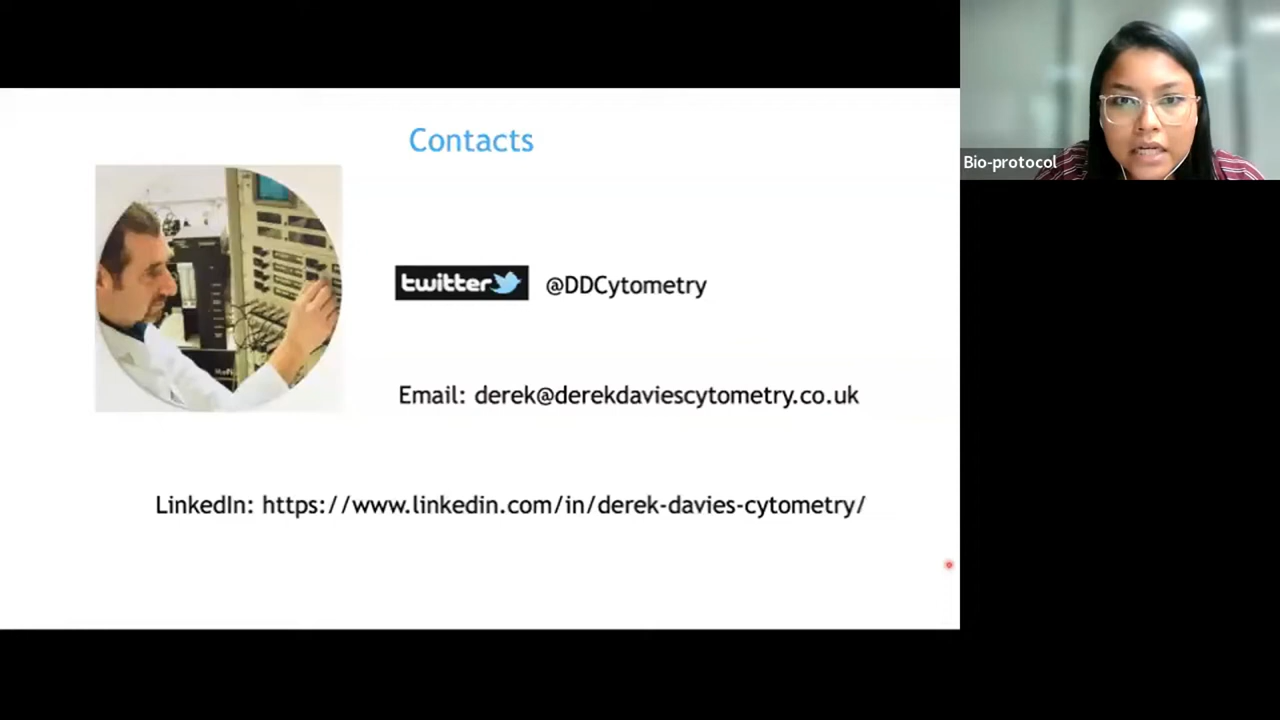 Contacts
Bio-protocol
twitter @DDCytometry
Email: derek@derekdaviescytometry.co.uk
LinkedIn: https://www.linkedin.com/in/derek-davies-cytometry/